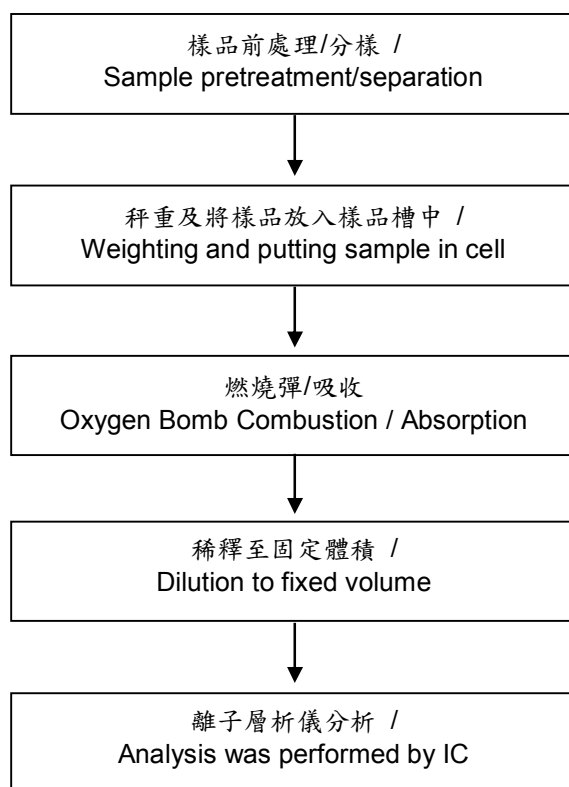 樣品前處理/分樣 /
Sample pretreatment/separation
秤重及將樣品放入樣品槽中 /
Weighting and putting sample in cell
燃燒彈/吸收
Oxygen Bomb Combustion / Absorption
稀釋至固定體積 /
Dilution to fixed volume
離子層析儀分析 /
Analysis was performed by IC